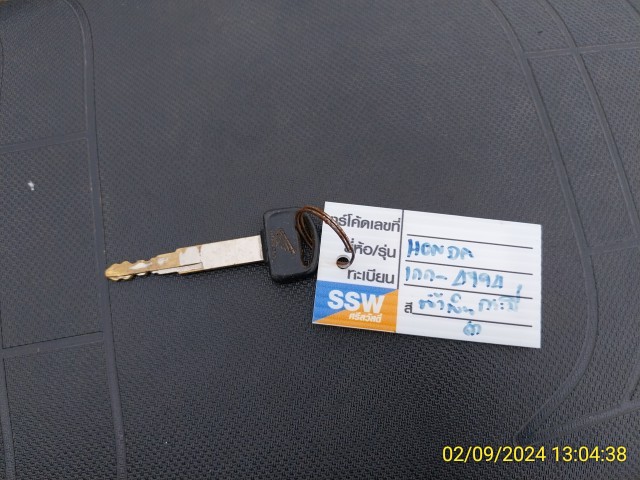 ร์โค้ดเลขที่
ี่ห้อ/รุ่น HONDA
ทะเบียน
SSW
ศรีสวัสดิ์
สี
02/09/2024 13:04:38